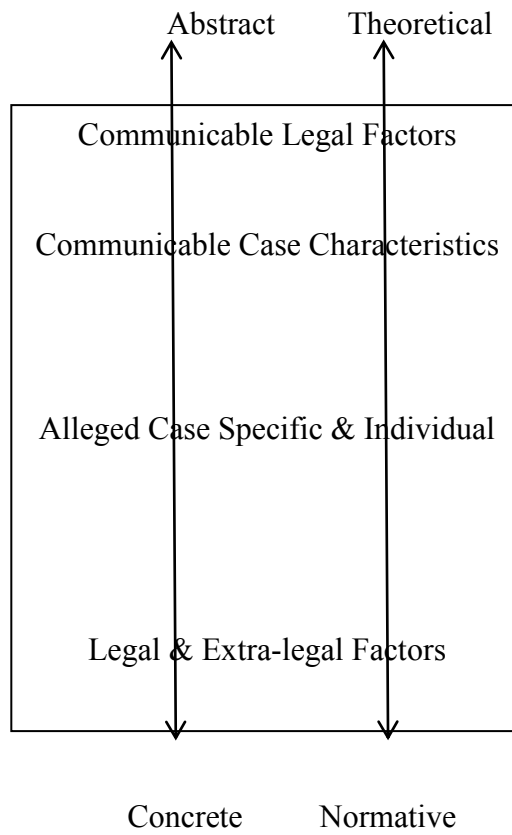 Abstract Theoretical
Communicable Legal Factors
Communicable Case Characteristics
Alleged Case Specific & Individual
Legal & Extra-legal Factors
Concrete Normative